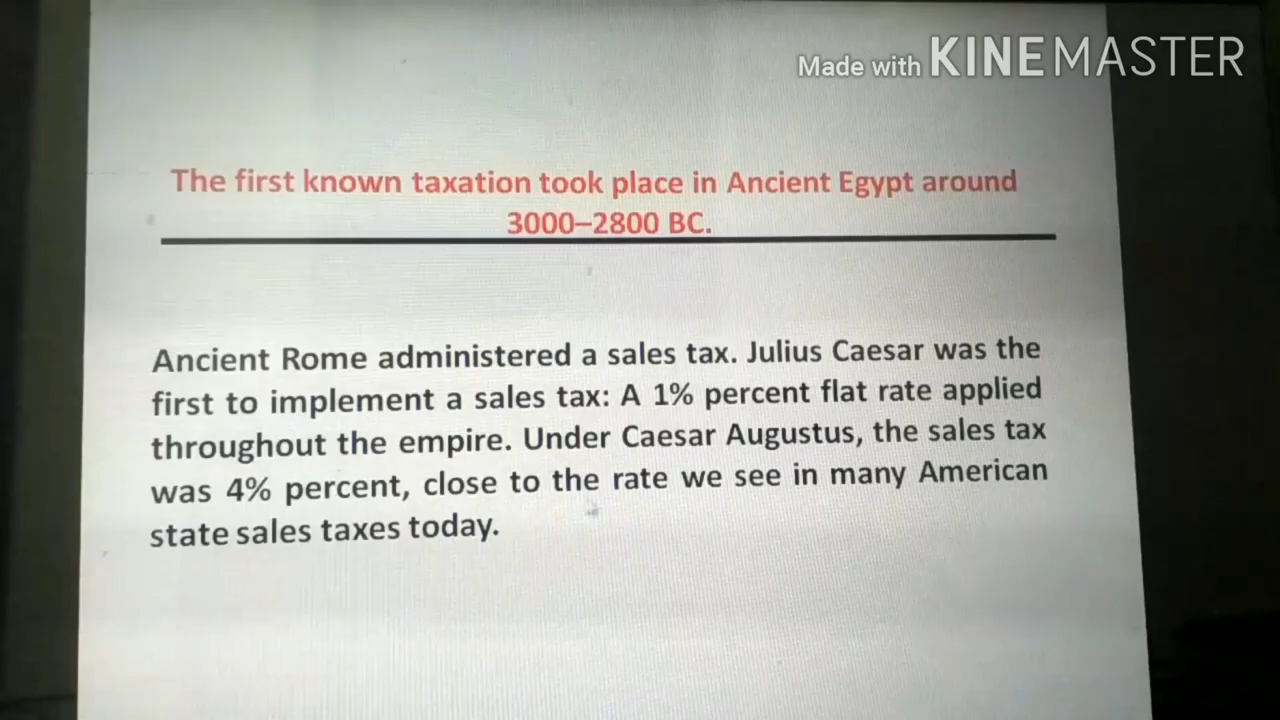 Made with KINEMASTER
The first known taxation took place in Ancient Egypt around
3000–2800 BC.
Ancient Rome administered a sales tax. Julius Caesar was the
first to implement a sales tax: A 1% percent flat rate applied
throughout the empire. Under Caesar Augustus, the sales tax
was 4% percent, close to the rate we see in many American
state sales taxes today.